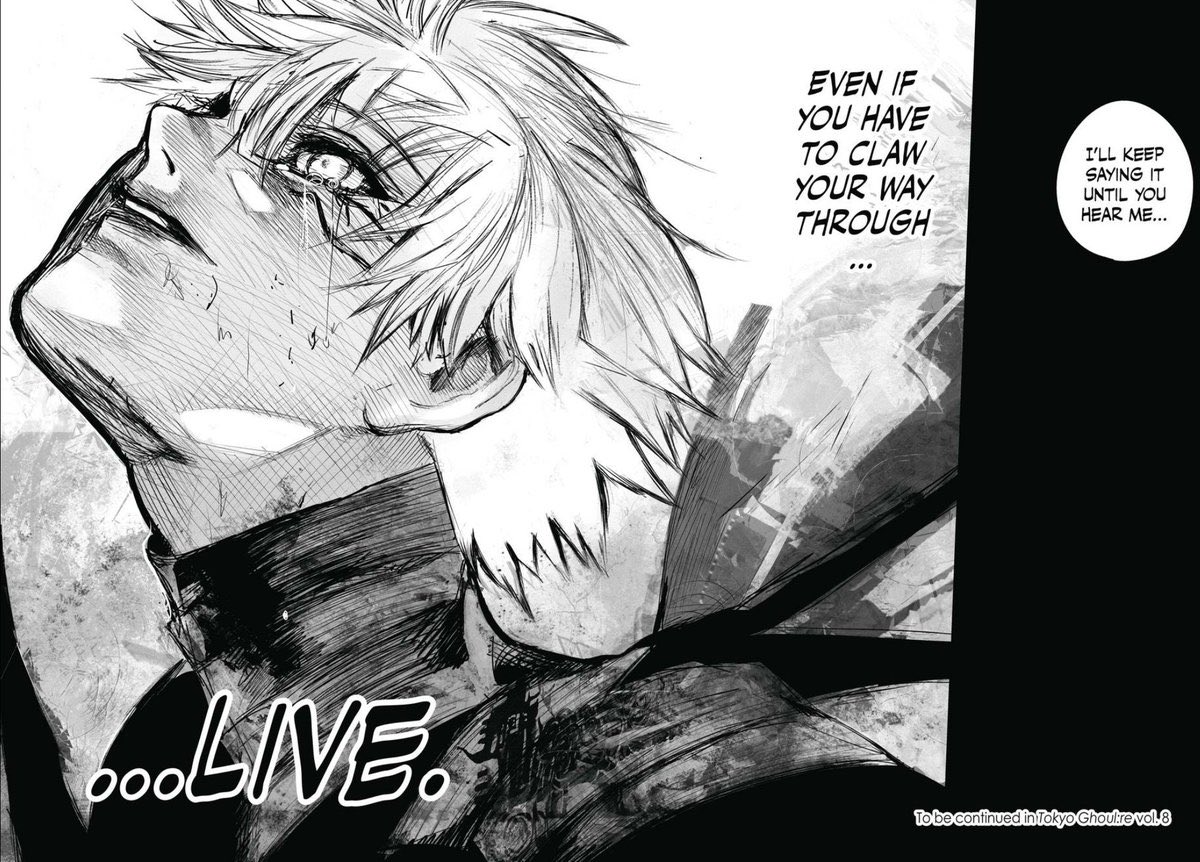 I'LL KEEP
SAYING IT
UNTIL YOU
HEAR ME...
EVEN IF
YOU HAVE
TO CLAW
YOUR WAY
THROUGH
...
...LIVE.
To be continued in Tokyo Ghoul:re vol. 8